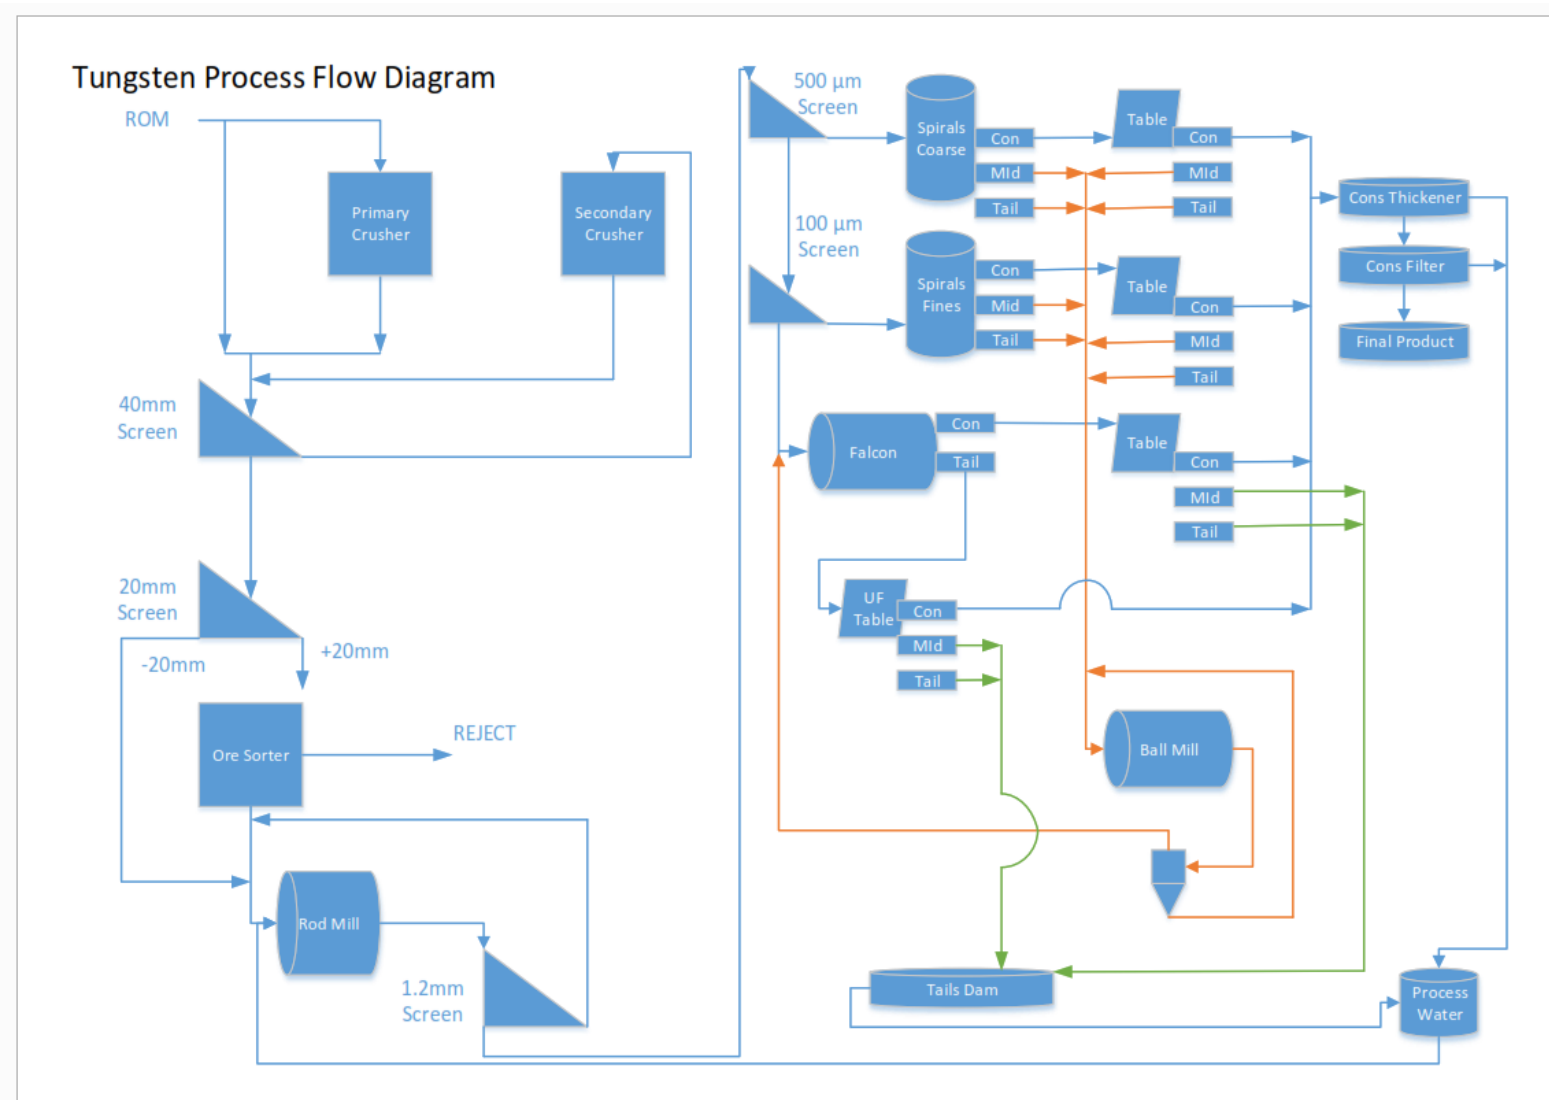 Tungsten Process Flow Diagram
ROM
Primary
Crusher
Secondary
Crusher
40mm
Screen
20mm
Screen
-20mm
+20mm
Ore Sorter
REJECT
Rod Mill
1.2mm
Screen
500 µm
Screen
Spirals
Coarse
Con
MId
Tail
Table
Con
MId
Tail
100 µm
Screen
Spirals
Fines
Con
Mid
Tail
Table
Con
MId
Tail
Falcon
Con
Tail
Table
Con
MId
Tail
UF
Table
Con
MId
Tail
Ball Mill
Cons Thickener
Cons Filter
Final Product
Tails Dam
Process
Water